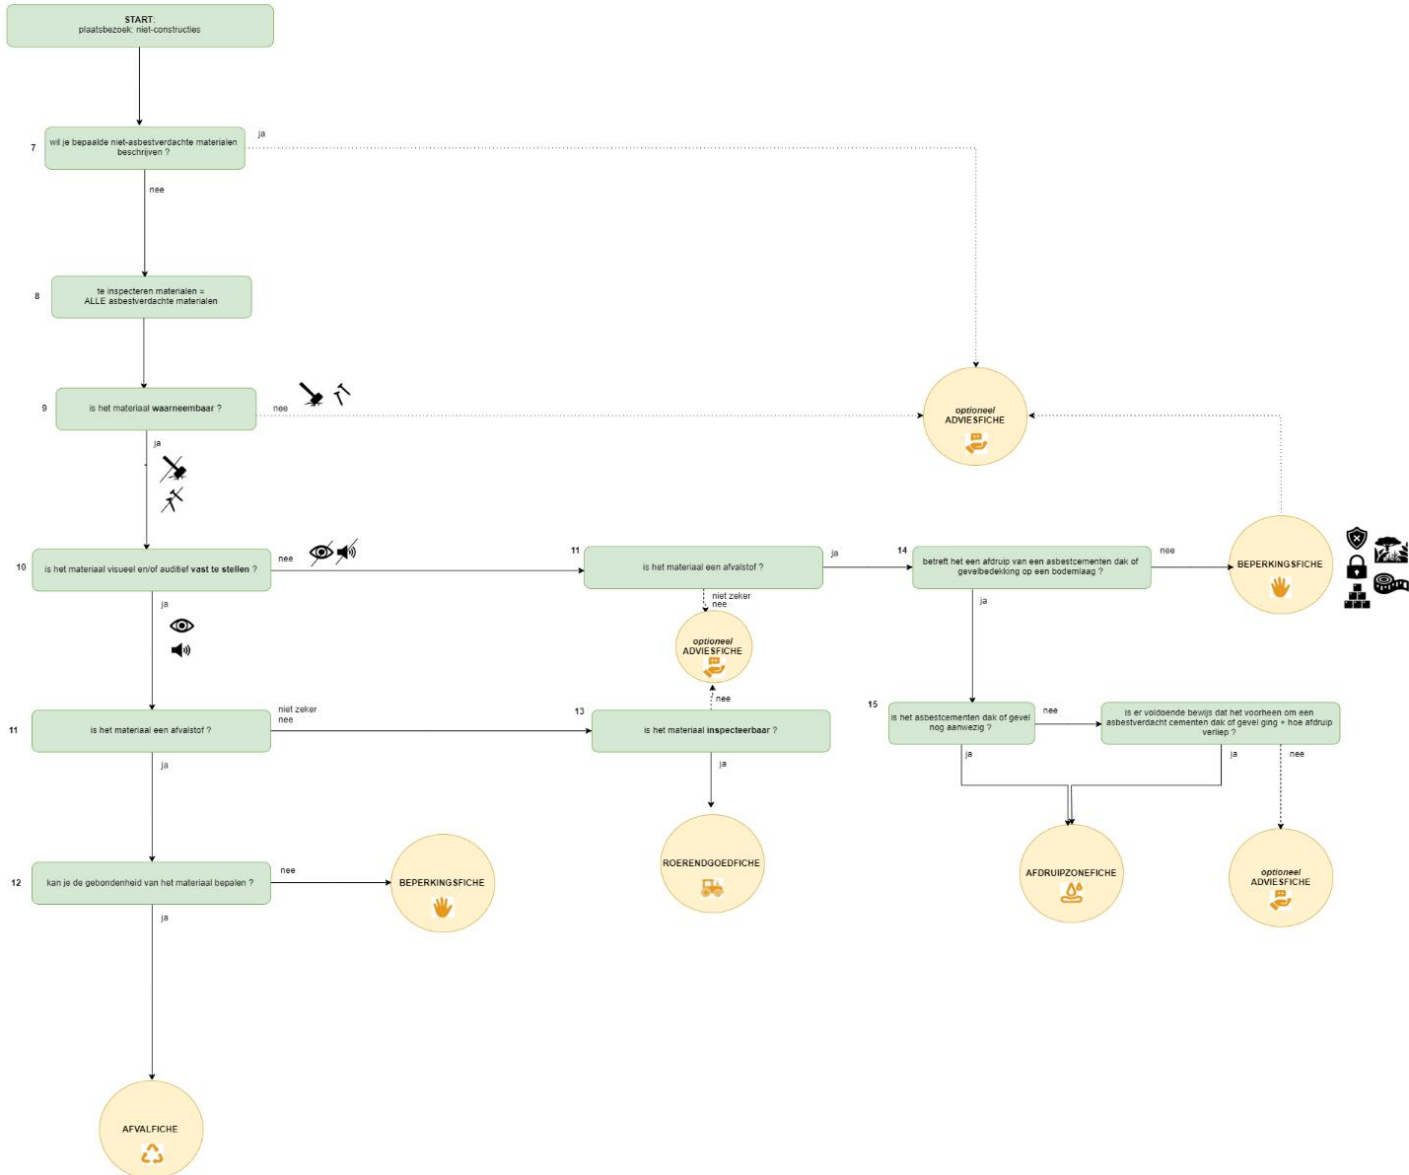 START:
plaatsbezoek: niet-constructies
7
wil je bepaalde niet-asbestverdachte materialen
beschrijven ?
ja
nee
8
te inspecteren materialen =
ALLE asbestverdachte materialen
9
is het materiaal waarneembaar ?
nee
ja
optioneel
ADVIESFICHE
10
is het materiaal visueel en/of auditief vast te stellen ?
nee
ja
11
is het materiaal een afvalstof ?
ja
niet zeker
nee
14
betreft het een afdruip van een asbestcementen dak of
gevelbedekking op een bodemlaag ?
nee
ja
BEPERKINGSFICHE
optioneel
ADVIESFICHE
nee
11
is het materiaal een afvalstof ?
niet zeker
nee
ja
13
is het materiaal inspecteerbaar ?
ja
15
is het asbestcementen dak of gevel
nog aanwezig ?
nee
ja
is er voldoende bewijs dat het voorheen om een
asbestverdacht cementen dak of gevel ging + hoe afdruip
verliep ?
ja
nee
12
kan je de gebondenheid van het materiaal bepalen ?
nee
ja
BEPERKINGSFICHE
ROERENDGOEDFICHE
AFDRUIPZONEFICHE
optioneel
ADVIESFICHE
AFVALFICHE